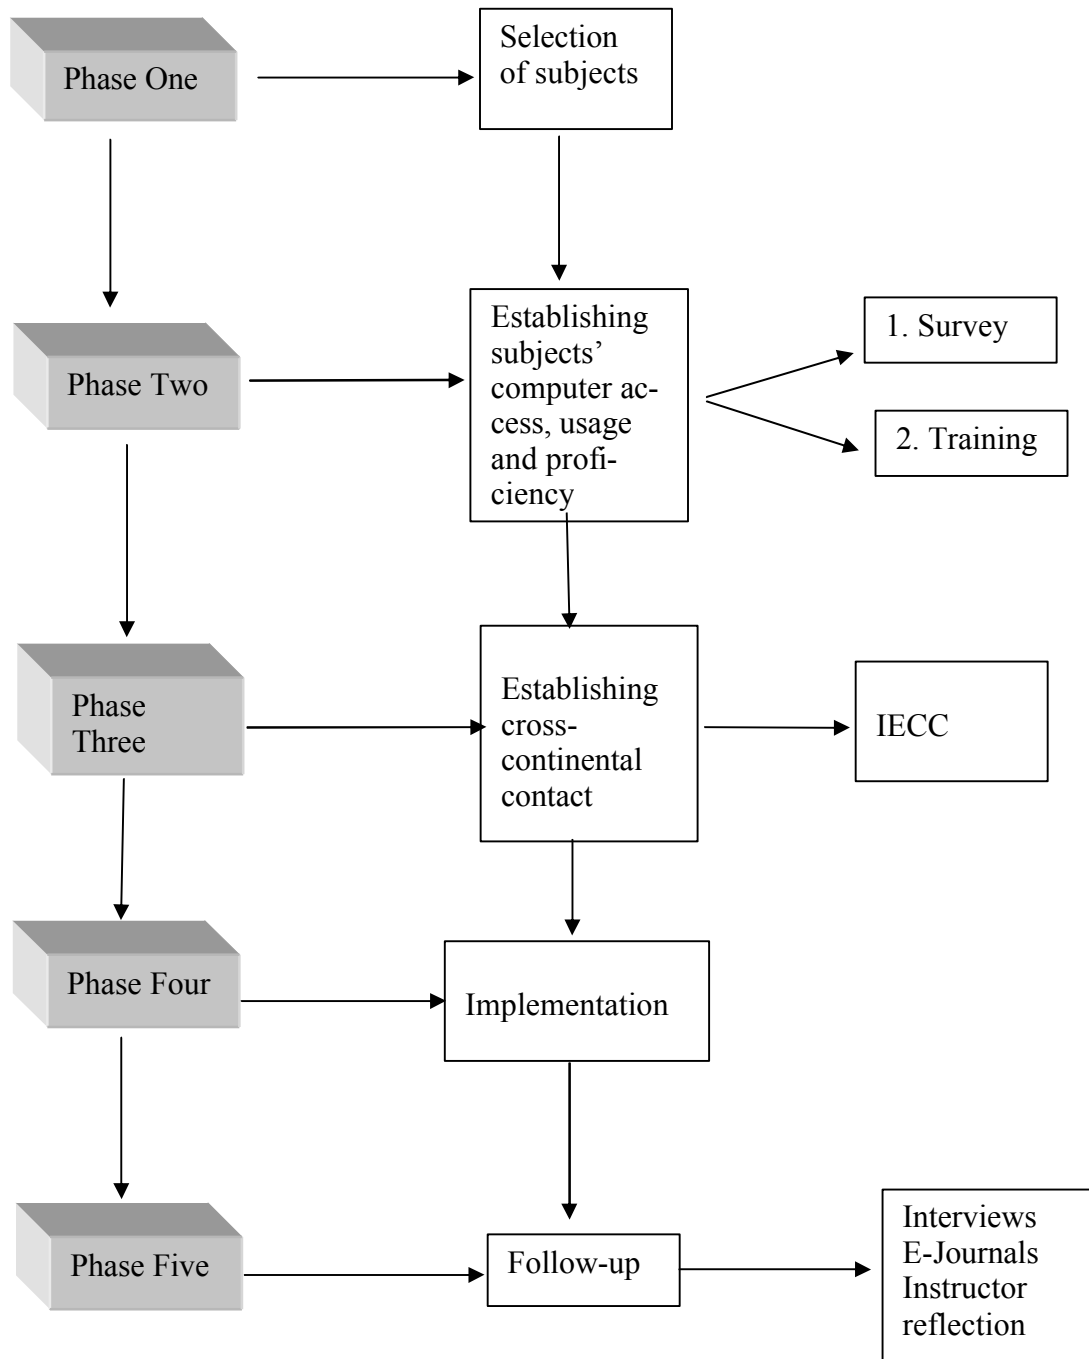 Phase One
Selection
of subjects
Phase Two
Establishing
subjects’
computer ac-
cess, usage
and profi-
ciency
1. Survey
2. Training
Phase
Three
Establishing
cross-
continental
contact
IECC
Phase Four
Implementation
Phase Five
Follow-up
Interviews
E-Journals
Instructor
reflection